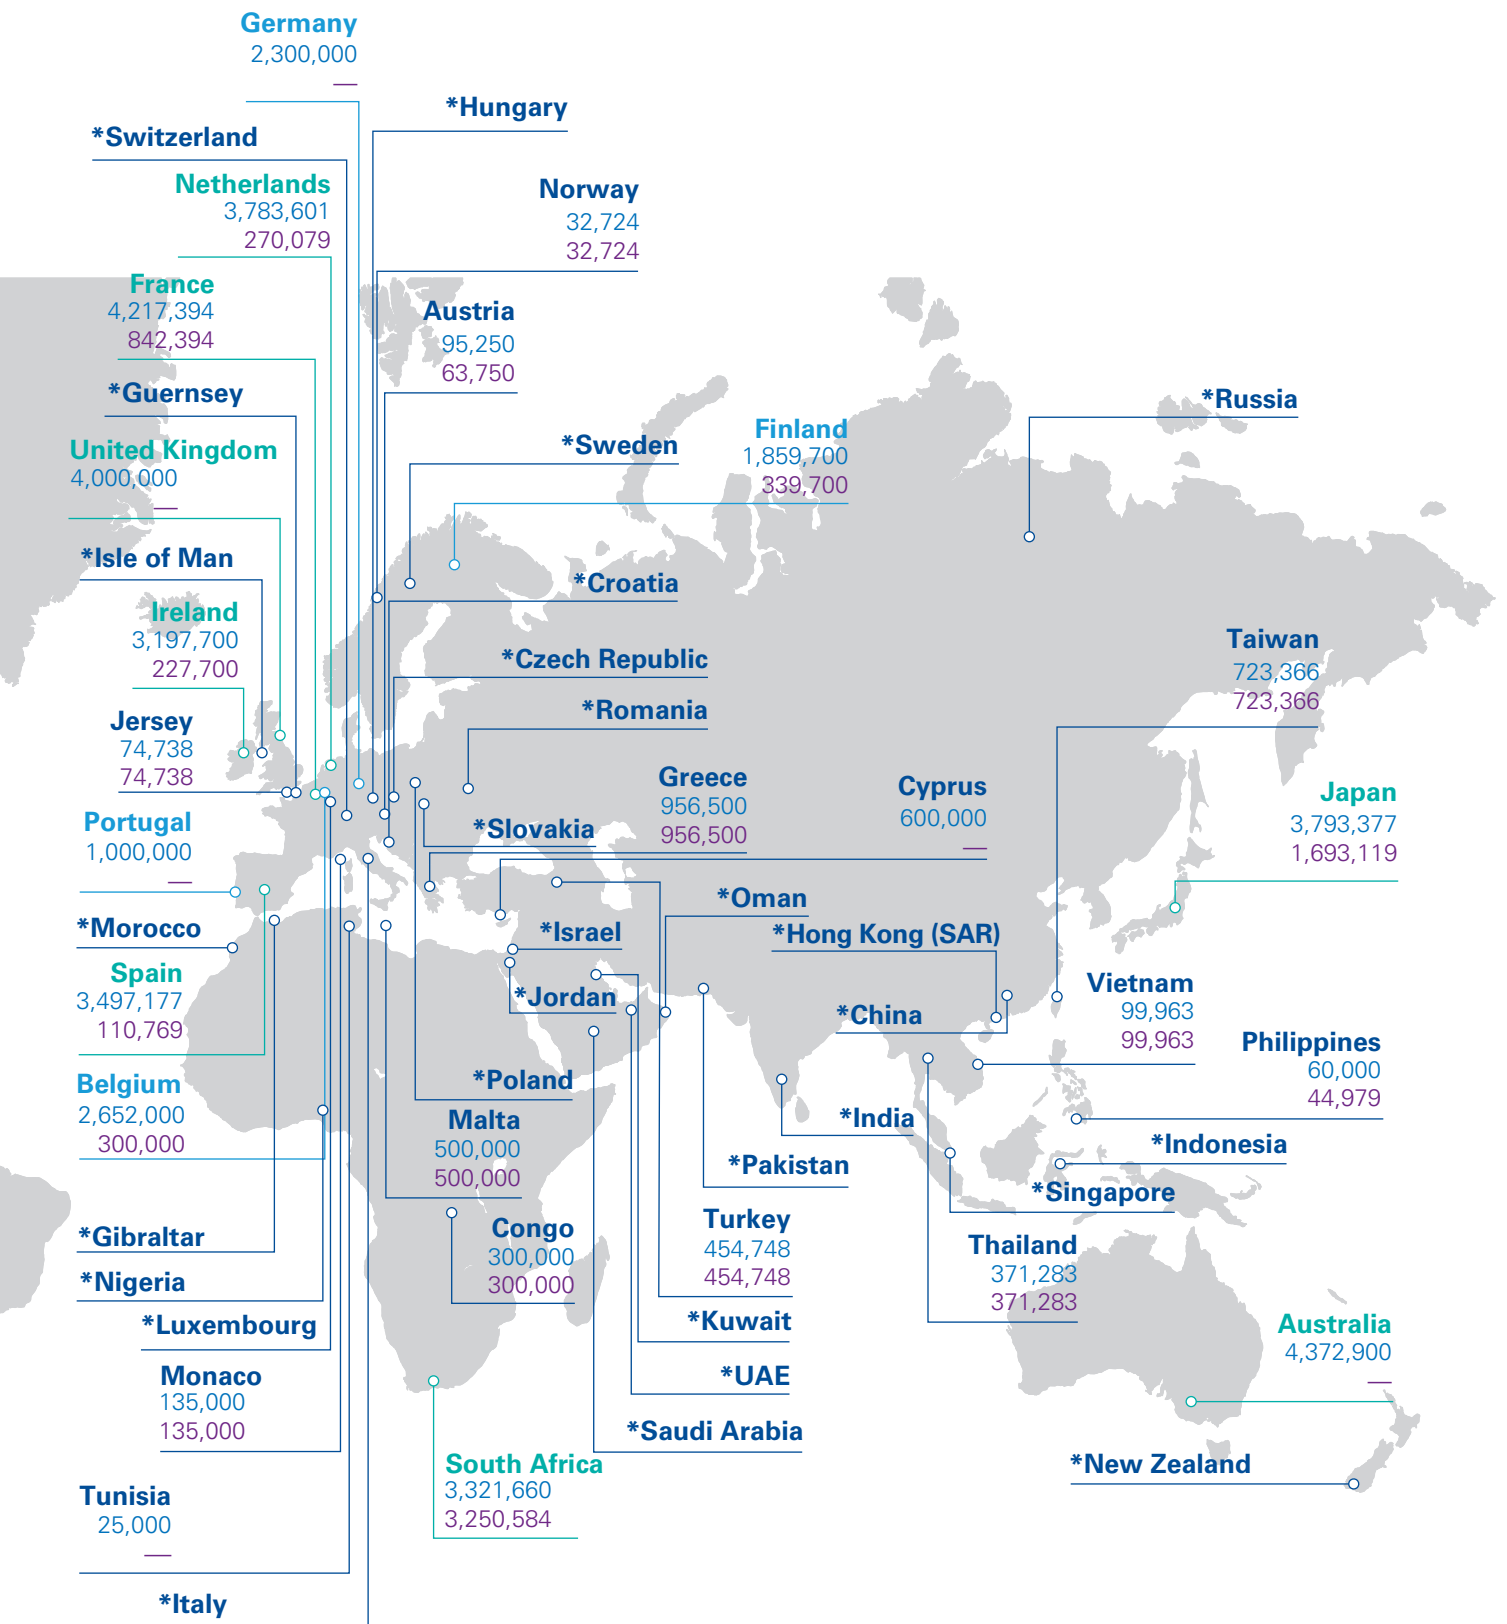 Germany
2,300,000
—
*Hungary
*Switzerland
Netherlands
3,783,601
270,079
Norway
32,724
32,724
France
4,217,394
842,394
Austria
95,250
63,750
*Guernsey
*Russia
United Kingdom
4,000,000
—
*Sweden
Finland
1,859,700
339,700
*Isle of Man
*Croatia
Ireland
3,197,700
227,700
*Czech Republic
Taiwan
723,366
723,366
*Romania
Jersey
74,738
74,738
Greece
956,500
956,500
Cyprus
600,000
—
Japan
3,793,377
1,693,119
Portugal
1,000,000
—
*Slovakia
*Oman
*Morocco
*Israel
*Hong Kong (SAR)
Spain
3,497,177
110,769
*Jordan
*China
Vietnam
99,963
99,963
Philippines
60,000
44,979
Belgium
2,652,000
300,000
*Poland
Malta
500,000
500,000
*India
*Indonesia
*Pakistan
*Singapore
*Gibraltar
Congo
300,000
300,000
Turkey
454,748
454,748
Thailand
371,283
371,283
*Nigeria
*Luxembourg
*Kuwait
Australia
4,372,900
—
Monaco
135,000
135,000
*UAE
*Saudi Arabia
South Africa
3,321,660
3,250,584
*New Zealand
Tunisia
25,000
—
*Italy